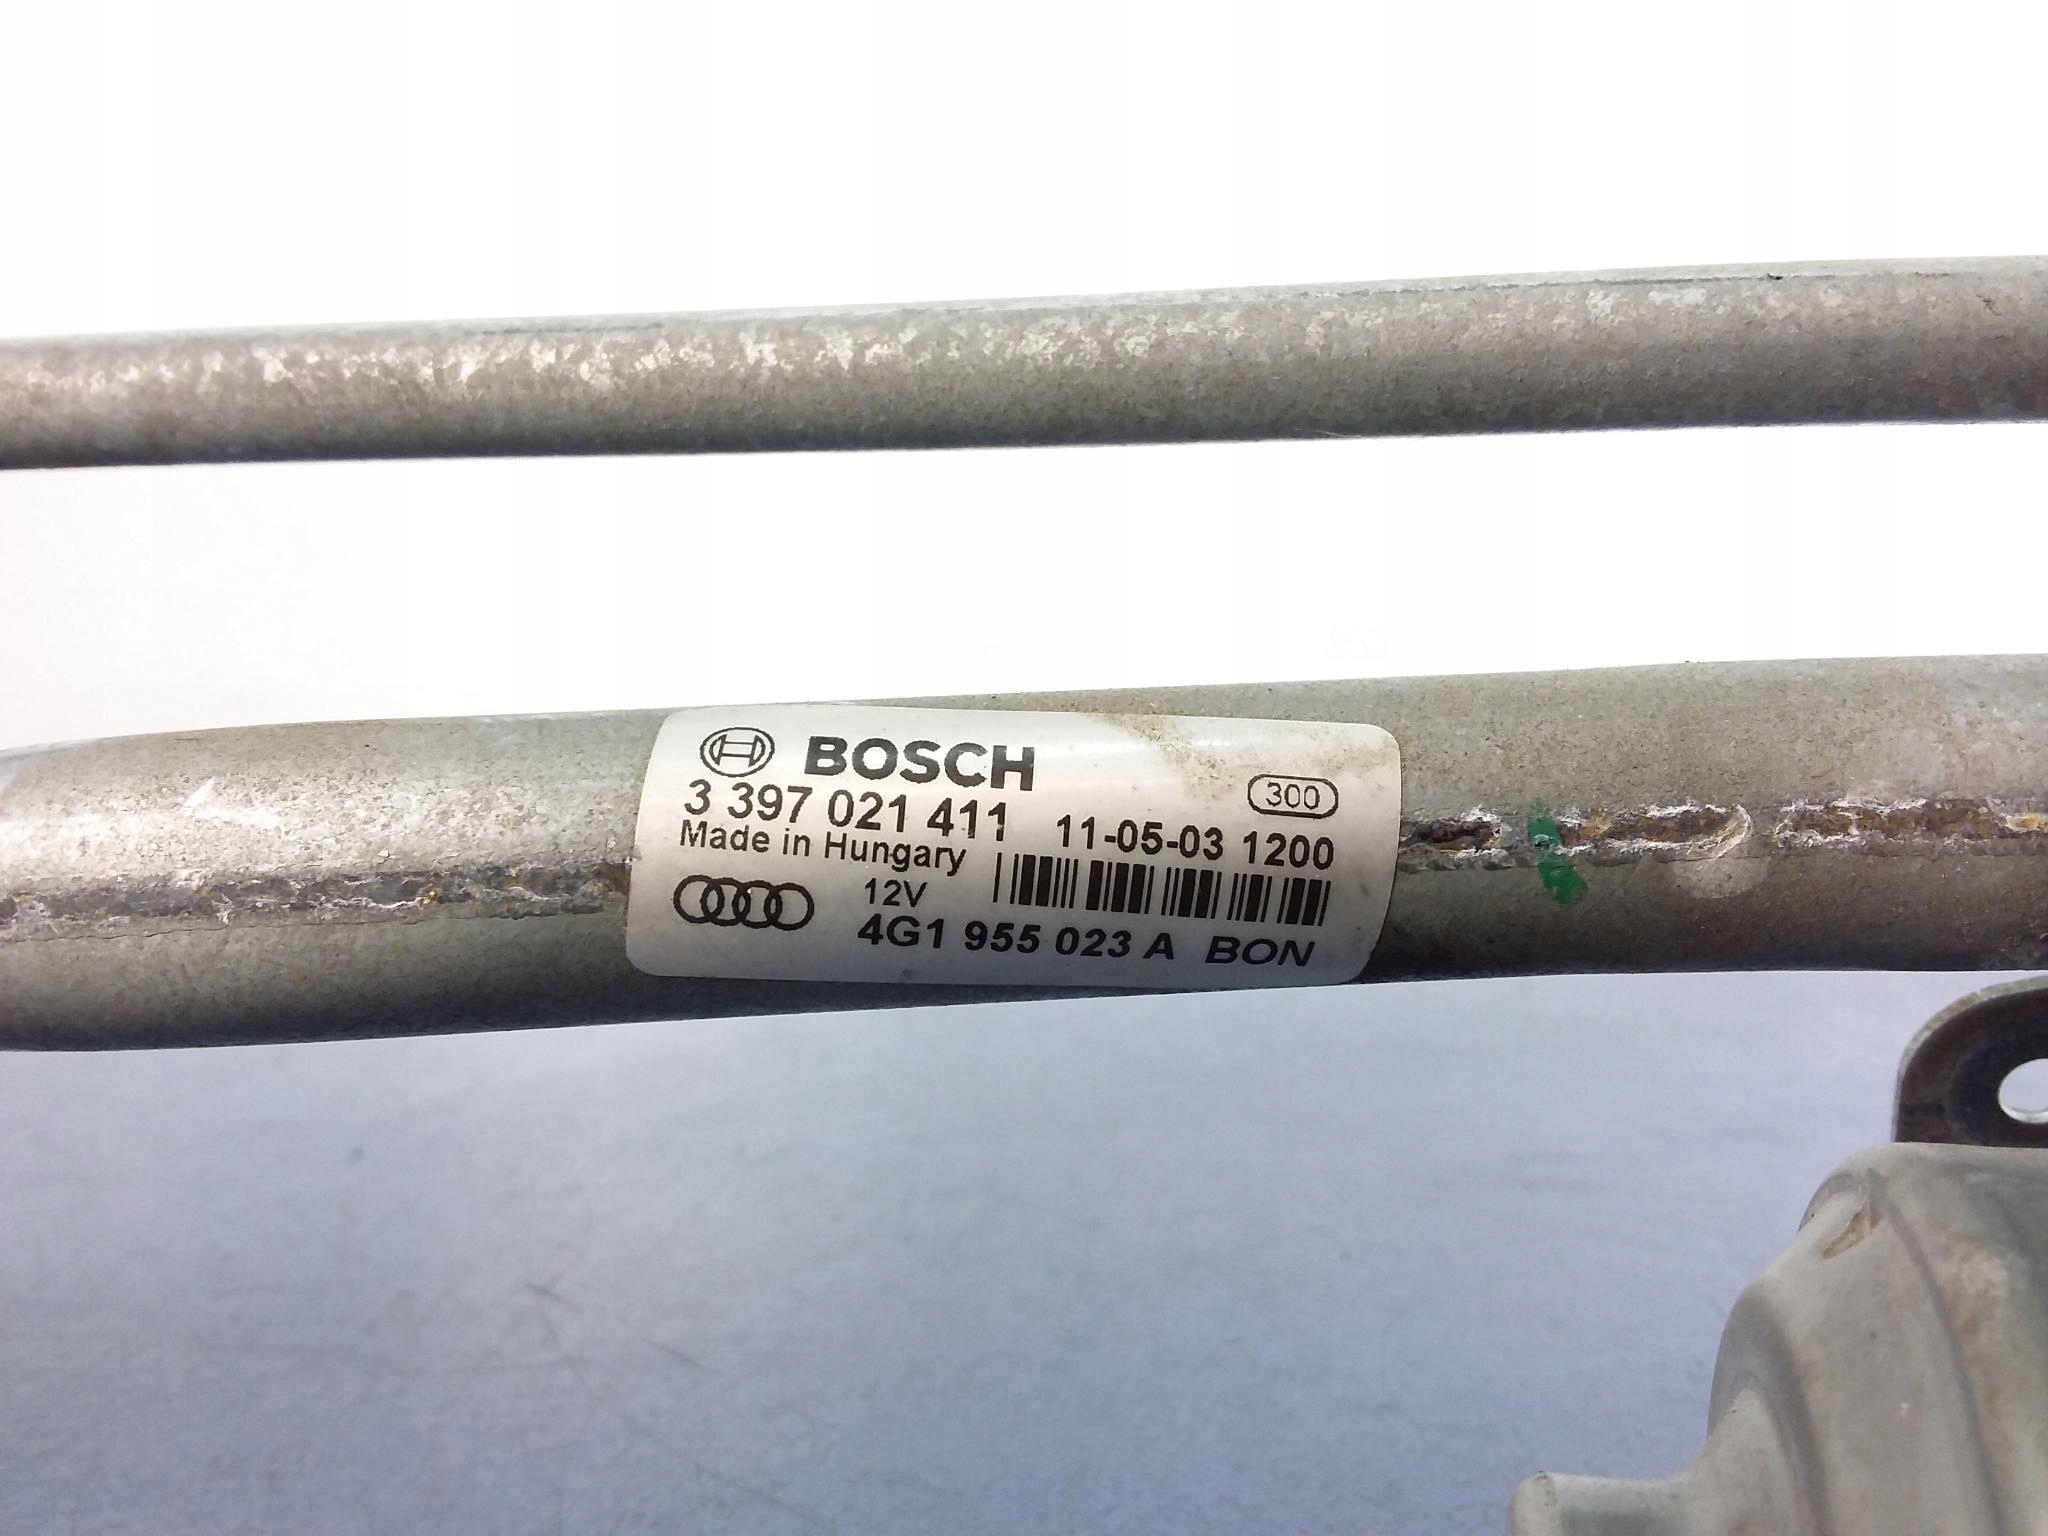 BOSCH
300
3 397 021 411 11-05-03 1200
Made in Hungary
12V
4G1 955 023 A BON